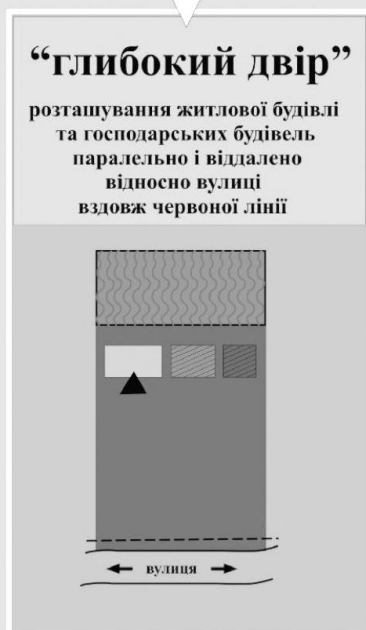 “глибокий двір”
розташування житлової будівлі
та господарських будівель
паралельно і віддалено
відносно вулиці
вздовж червоної лінії
вулиця